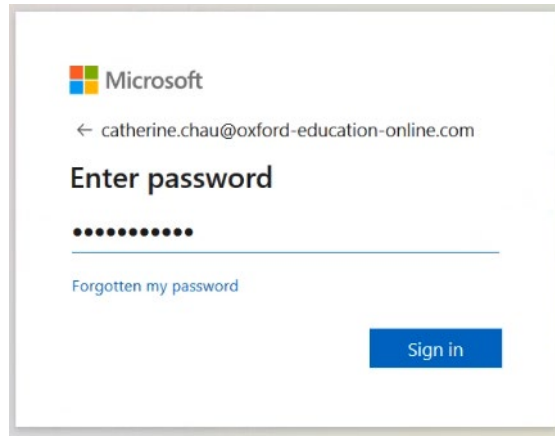 Microsoft
← catherine.chau@oxford-education-online.com
Enter password
•••••••••••
Forgotten my password
Sign in